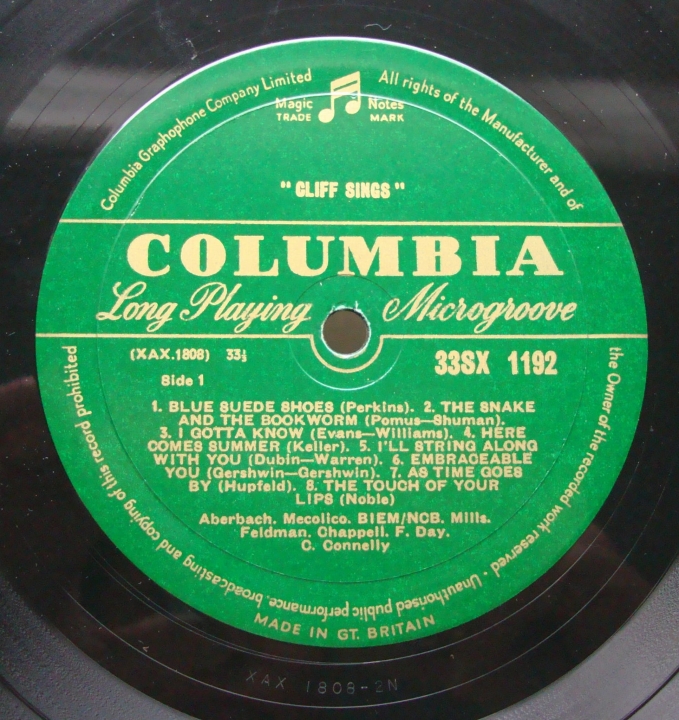 Columbia Graphophone Company Limited
All rights of the Manufacturer and of
the Owner of the recorded work reserved · Unauthorised public performance, broadcasting and copying of this record prohibited
Magic Notes
TRADE MARK
" CLIFF SINGS "
COLUMBIA
Long Playing Microgroove
(XAX.1808) 33⅓
33SX 1192
Side 1
1. BLUE SUEDE SHOES (Perkins). 2. THE SNAKE
AND THE BOOKWORM (Pomus—Shuman).
3. I GOTTA KNOW (Evans—Williams). 4. HERE
COMES SUMMER (Keller). 5. I'LL STRING ALONG
WITH YOU (Dubin—Warren). 6. EMBRACEABLE
YOU (Gershwin—Gershwin). 7. AS TIME GOES
BY (Hupfeld). 8. THE TOUCH OF YOUR
LIPS (Noble)
Aberbach. Mecolico. BIEM/NCB. Mills.
Feldman. Chappell. F. Day.
C. Connelly
MADE IN GT. BRITAIN
XAX 1808-2N